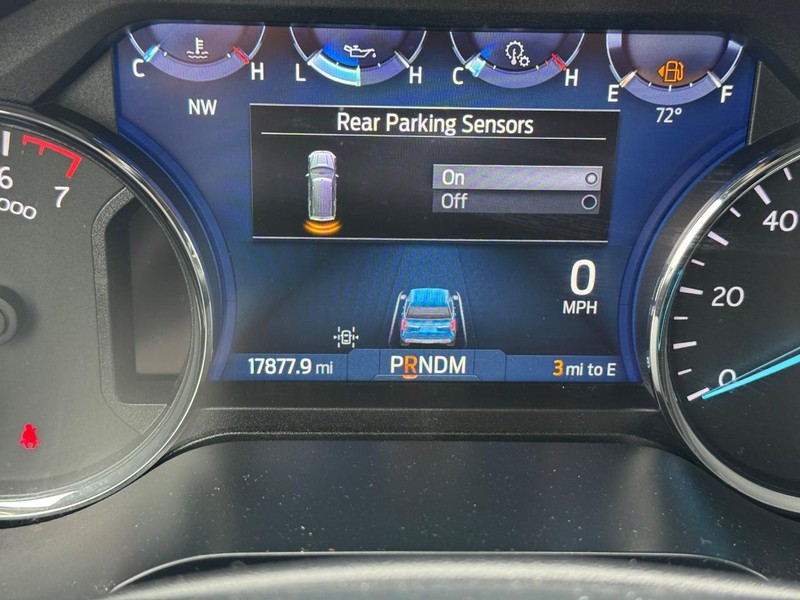 C H L H C H E F
NW
72°
Rear Parking Sensors
On
Off
6
7
000
0
MPH
40
20
0
17877.9 mi
PRNDM
3 mi to E